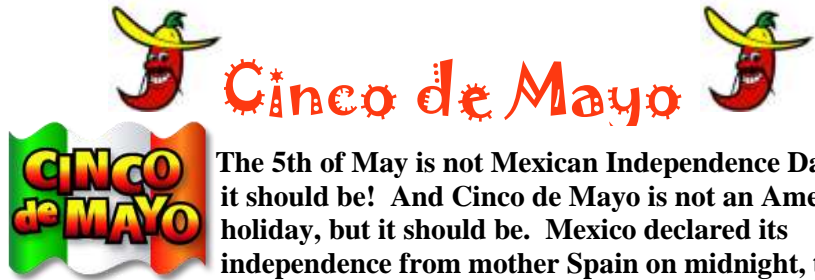 Cinco de Mayo
CINCO
de MAYO
The 5th of May is not Mexican Independence
it should be! And Cinco de Mayo is not an
holiday, but it should be. Mexico declared its
independence from mother Spain on midnight,